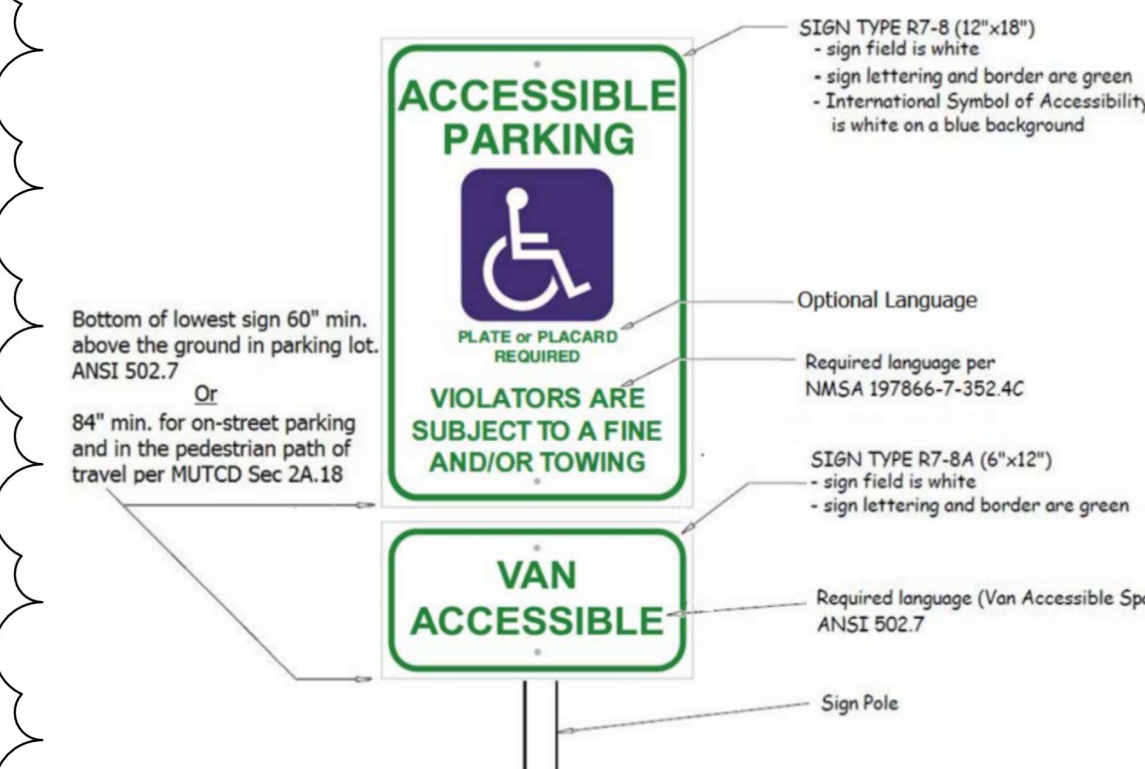 SIGN TYPE R7-8 (12"x18")
- sign field is white
- sign lettering and border are green
- International Symbol of Accessibility
is white on a blue background
ACCESSIBLE
PARKING
Optional Language
PLATE or PLACARD
REQUIRED
Bottom of lowest sign 60" min.
above the ground in parking lot.
ANSI 502.7
Or
84" min. for on-street parking
and in the pedestrian path of
travel per MUTCD Sec 2A.18
Required language per
NMSA 197866-7-352.4C
VIOLATORS ARE
SUBJECT TO A FINE
AND/OR TOWING
SIGN TYPE R7-8A (6"x12")
- sign field is white
- sign lettering and border are green
VAN
ACCESSIBLE
Required language (Van Accessible
ANSI 502.7
Sign Pole